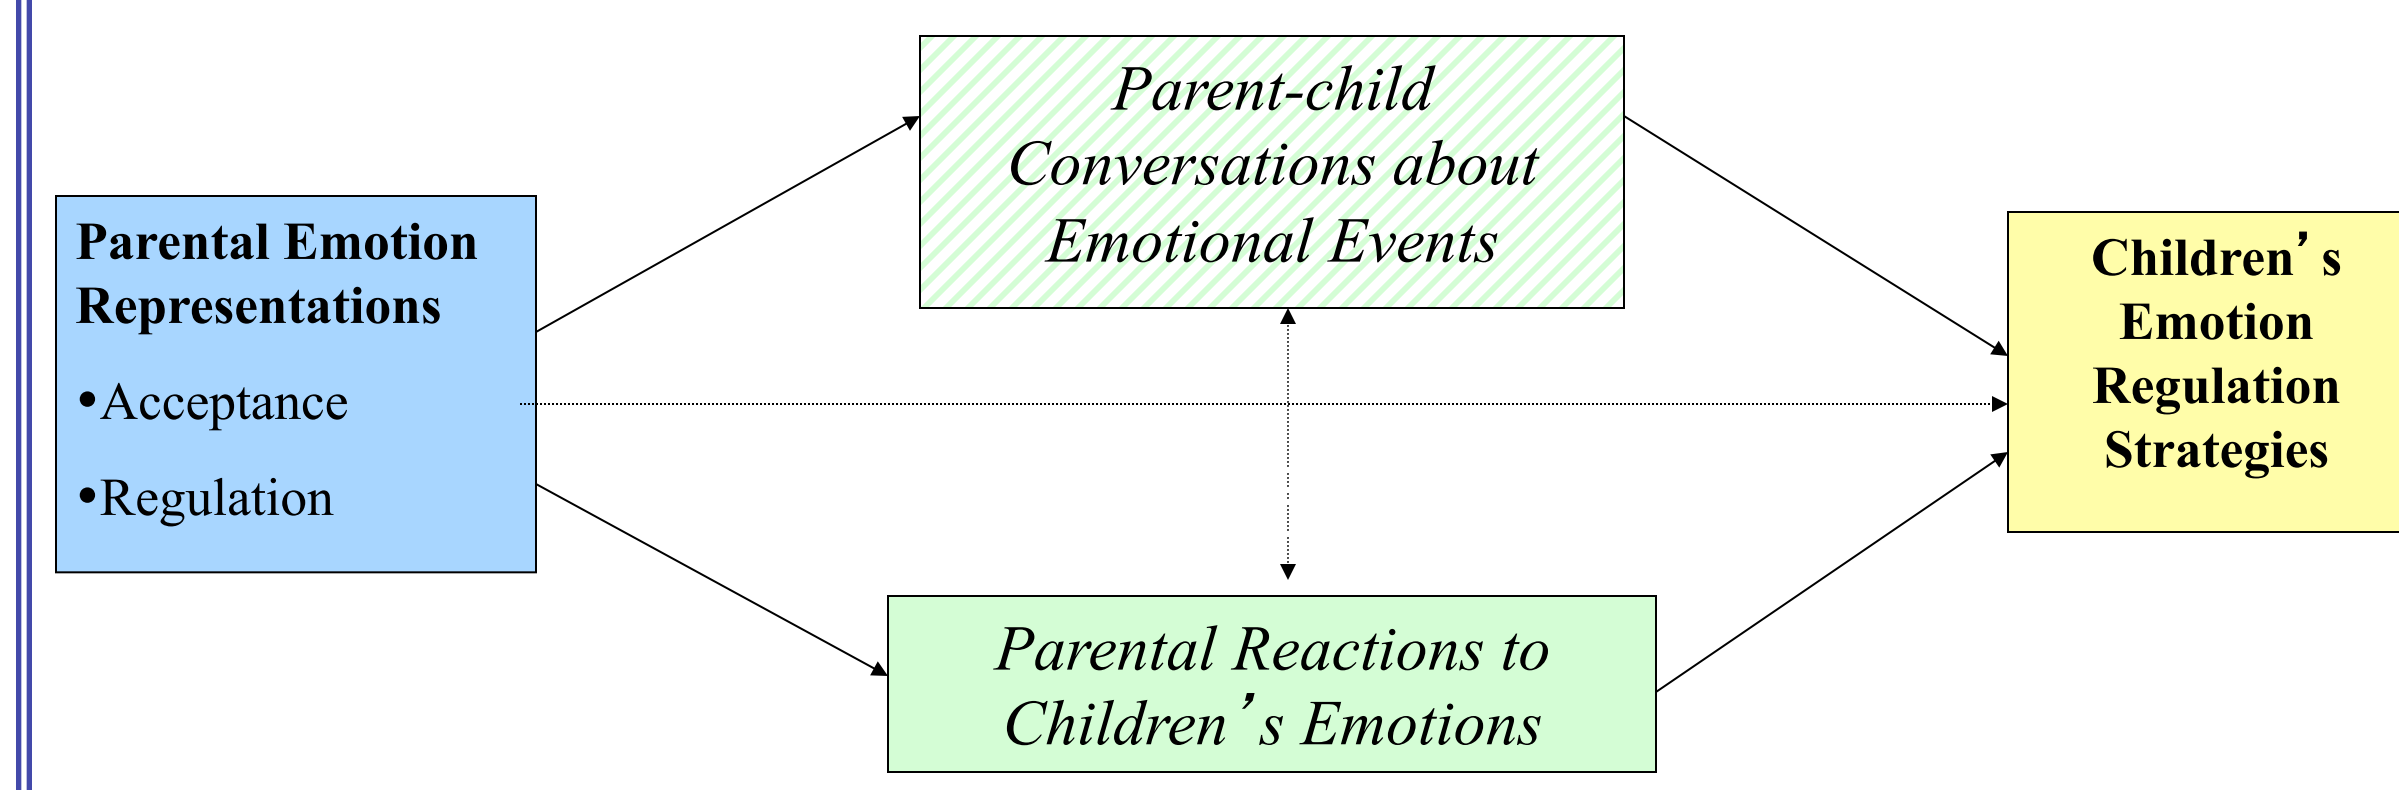 Parental Emotion
Representations
•Acceptance
•Regulation
Parent-child
Conversations about
Emotional Events
Parental Reactions to
Children’s Emotions
Children’s
Emotion
Regulation
Strategies